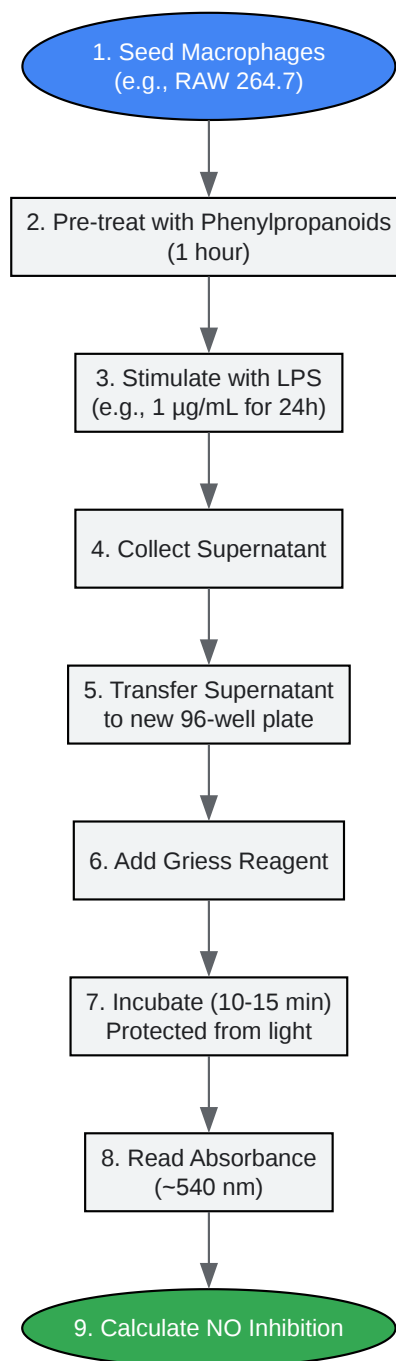 1. Seed Macrophages
(e.g., RAW 264.7)
2. Pre-treat with Phenylpropanoids
(1 hour)
3. Stimulate with LPS
(e.g., 1 µg/mL for 24h)
4. Collect Supernatant
5. Transfer Supernatant
to new 96-well plate
6. Add Griess Reagent
7. Incubate (10-15 min)
Protected from light
8. Read Absorbance
(~540 nm)
9. Calculate NO Inhibition